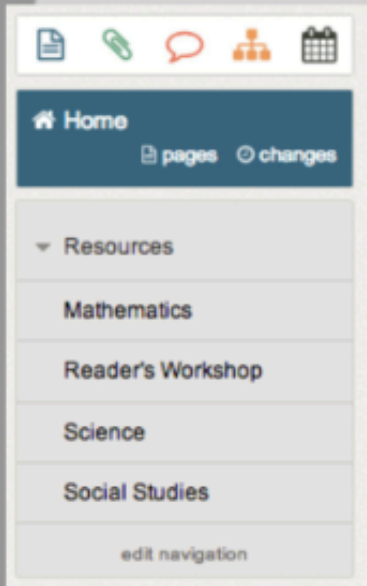 Home
pages changes
Resources
Mathematics
Reader's Workshop
Science
Social Studies
edit navigation